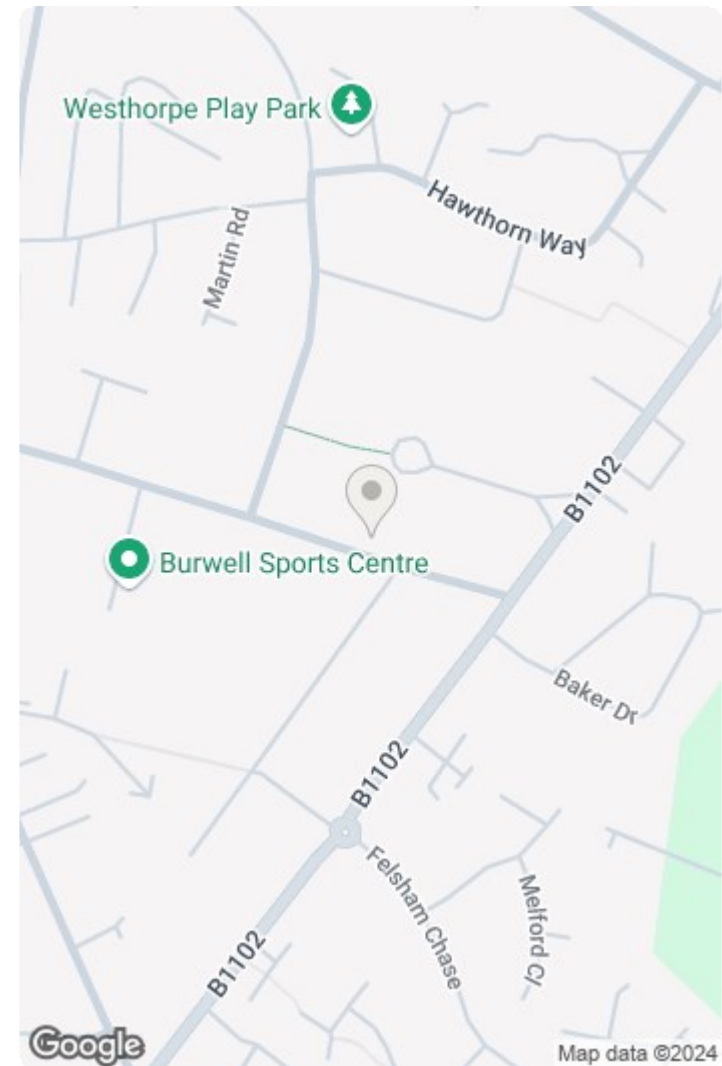 Westhorpe Play Park
Hawthorn Way
Martin Rd
B1102
Burwell Sports Centre
Baker Dr
B1102
Felsham Chase
Melford Cl
B1102
Google
Map data ©2024